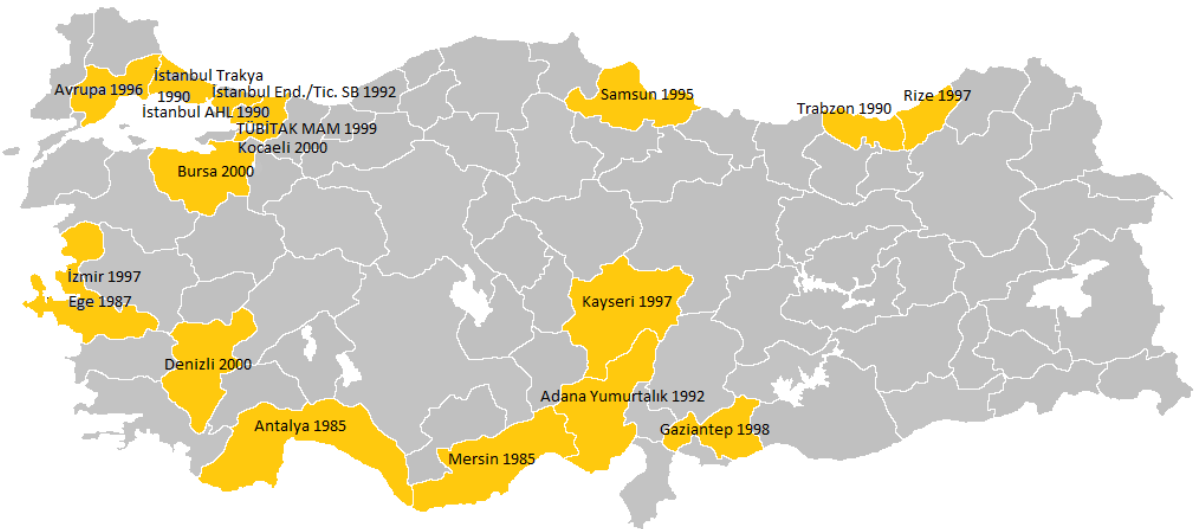 İstanbul Trakya
1990
Avrupa 1996
İstanbul End./Tic. SB 1992
İstanbul AHL 1990
TÜBİTAK MAM 1999
Kocaeli 2000
Bursa 2000
Samsun 1995
Trabzon 1990
Rize 1997
İzmir 1997
Ege 1987
Kayseri 1997
Denizli 2000
Adana Yumurtalık 1992
Antalya 1985
Gaziantep 1998
Mersin 1985